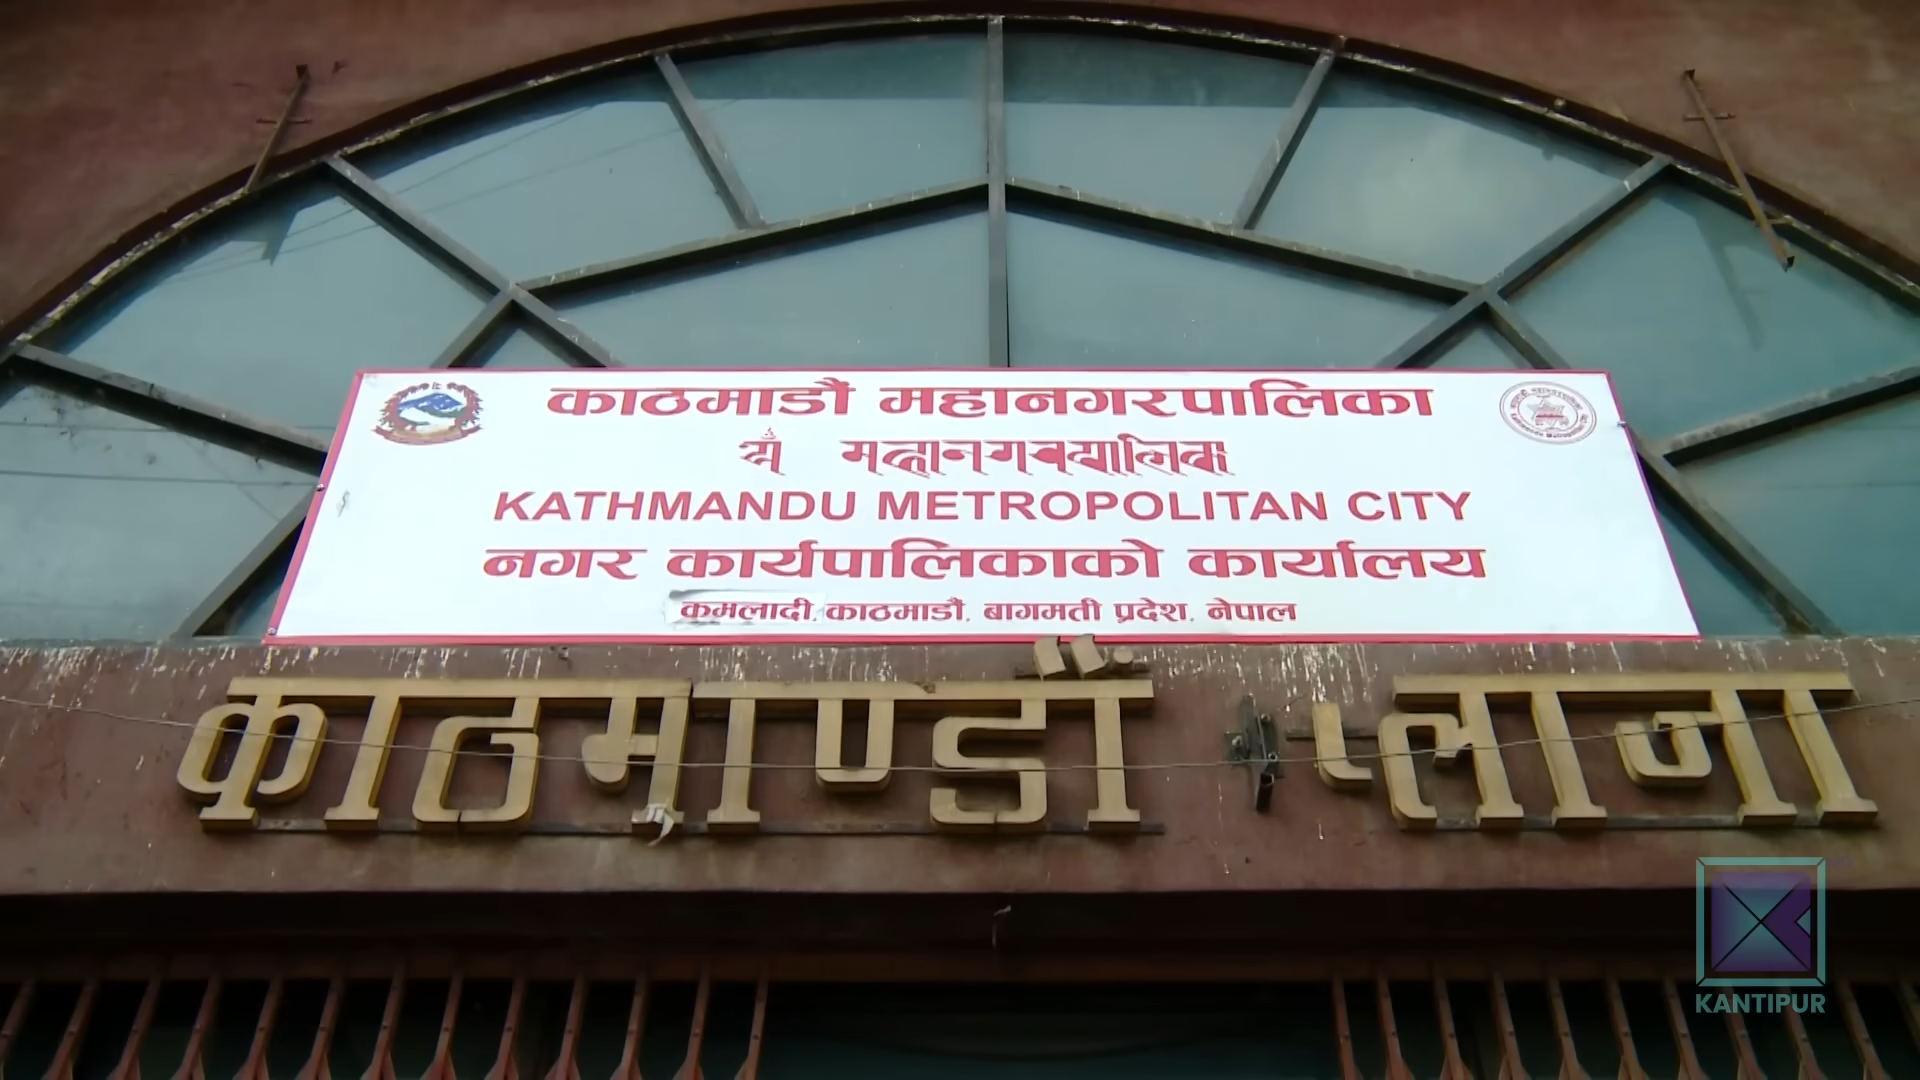 काठमाडौं महानगरपालिका
KATHMANDU METROPOLITAN CITY
नगर कार्यपालिकाको कार्यालय
कमलादी, काठमाडौं, बागमती प्रदेश, नेपाल
काठमाण्डौं प्लाजा
KANTIPUR